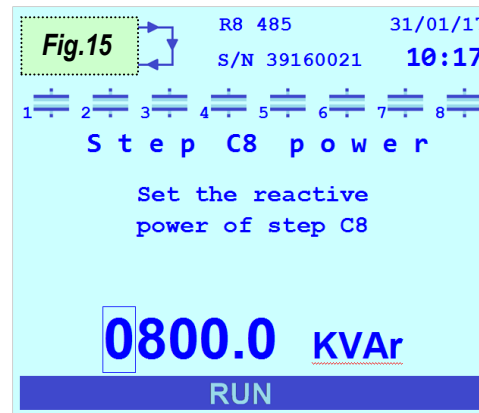 Fig.15
R8 485 31/01/17
S/N 39160021 10:17
1 2 3 4 5 6 7 8
Step C8 power
Set the reactive
power of step C8
0800.0 KVAr
RUN